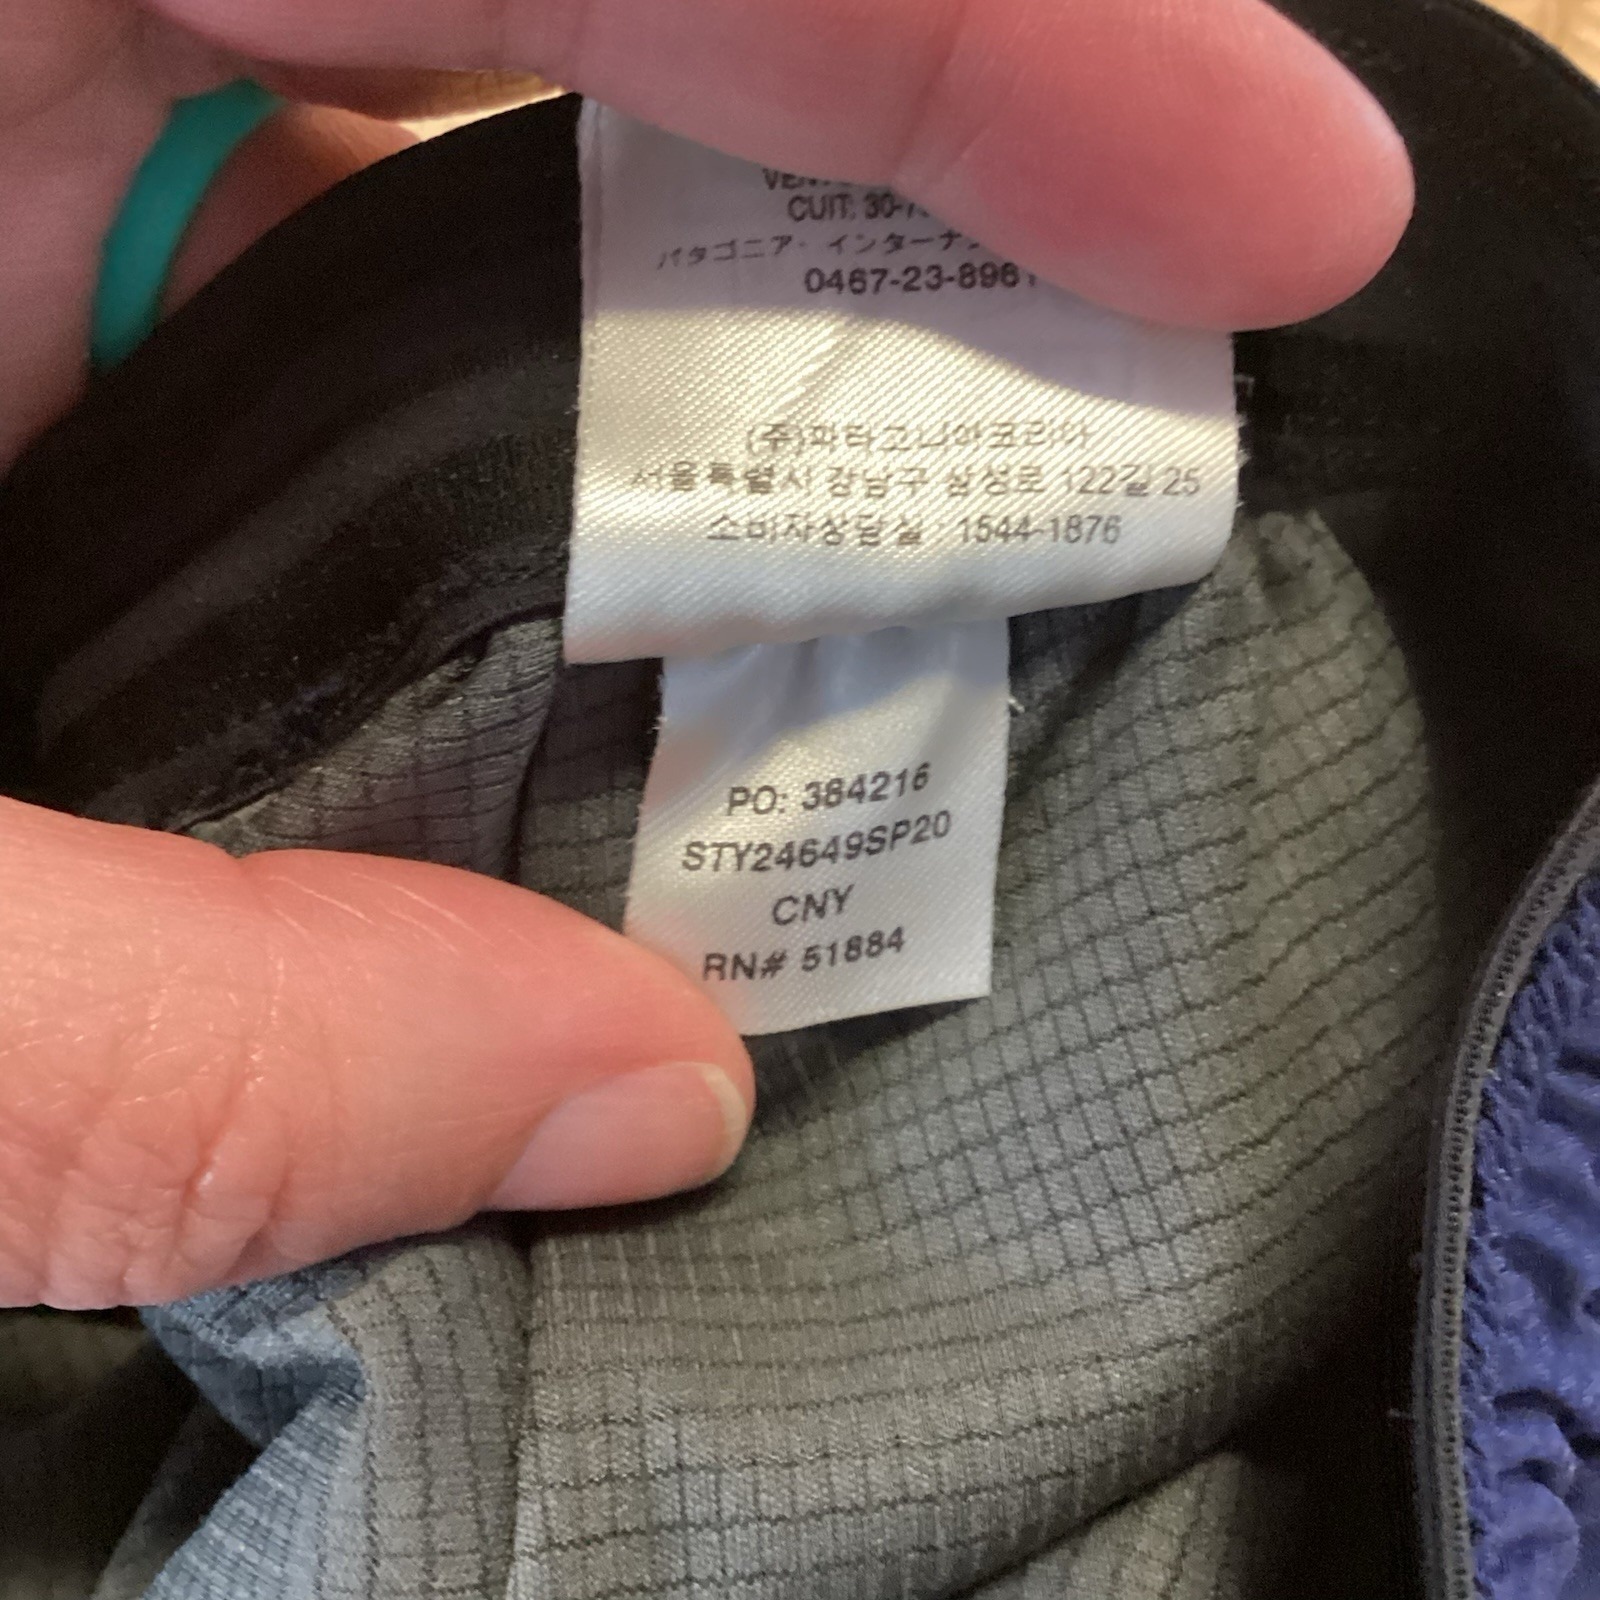 CUIT: 30-7
パタゴニア・インターナ
0467-23-8961
(주)파타고니아코리아
서울특별시 강남구 삼성로 122길 25
소비자상담실 : 1544-1876
PO: 384216
STY24649SP20
CNY
RN# 51884